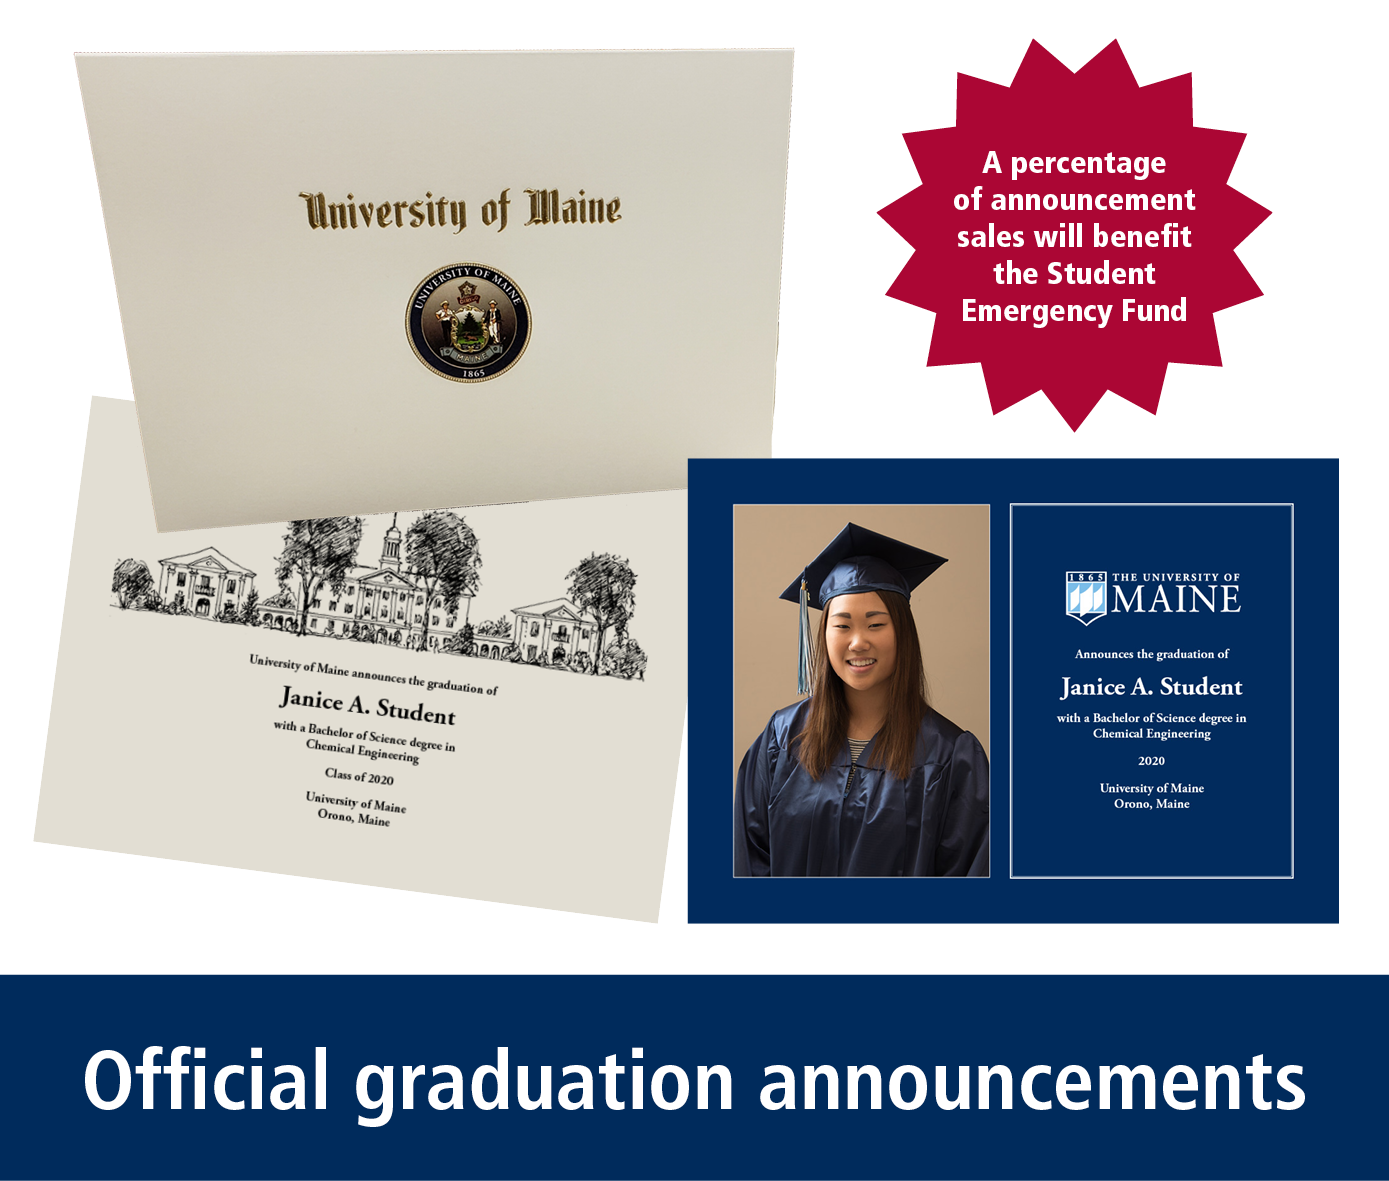 University of Maine
UNIVERSITY OF MAINE
MAINE
1865
A percentage
of announcement
sales will benefit
the Student
Emergency Fund
University of Maine announces the graduation of
Janice A. Student
with a Bachelor of Science degree in
Chemical Engineering
Class of 2020
University of Maine
Orono, Maine
1865 THE UNIVERSITY OF
MAINE
Announces the graduation of
Janice A. Student
with a Bachelor of Science degree in
Chemical Engineering
2020
University of Maine
Orono, Maine
Official graduation announcements